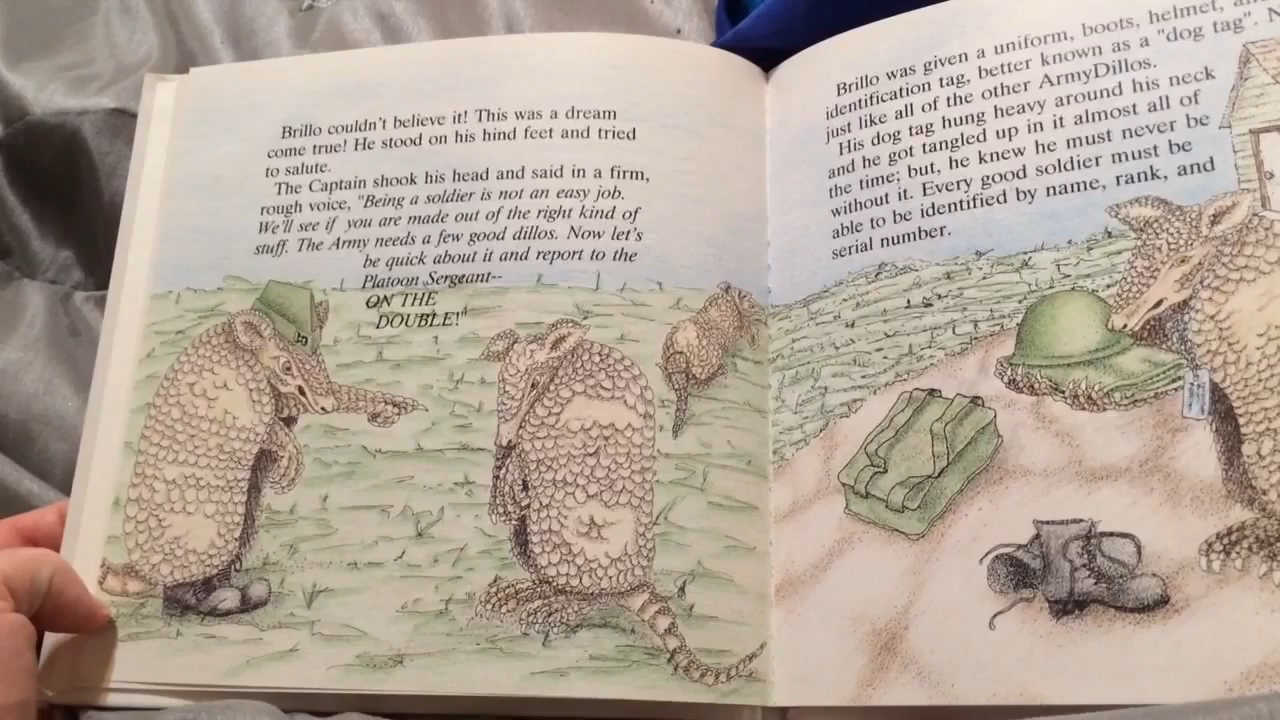 Brillo couldn't believe it! This was a dream
come true! He stood on his hind feet and tried
to salute.
The Captain shook his head and said in a firm,
rough voice, "Being a soldier is not an easy job.
We'll see if you are made out of the right kind of
stuff. The Army needs a few good dillos. Now let's
be quick about it and report to the
Platoon Sergeant--
ON THE
DOUBLE!"
Brillo was given a uniform, boots, helmet,
identification tag, better known as a "dog tag".
just like all of the other ArmyDillos.
His dog tag hung heavy around his neck
and he got tangled up in it almost all of
the time; but, he knew he must never be
without it. Every good soldier must be
able to be identified by name, rank, and
serial number.